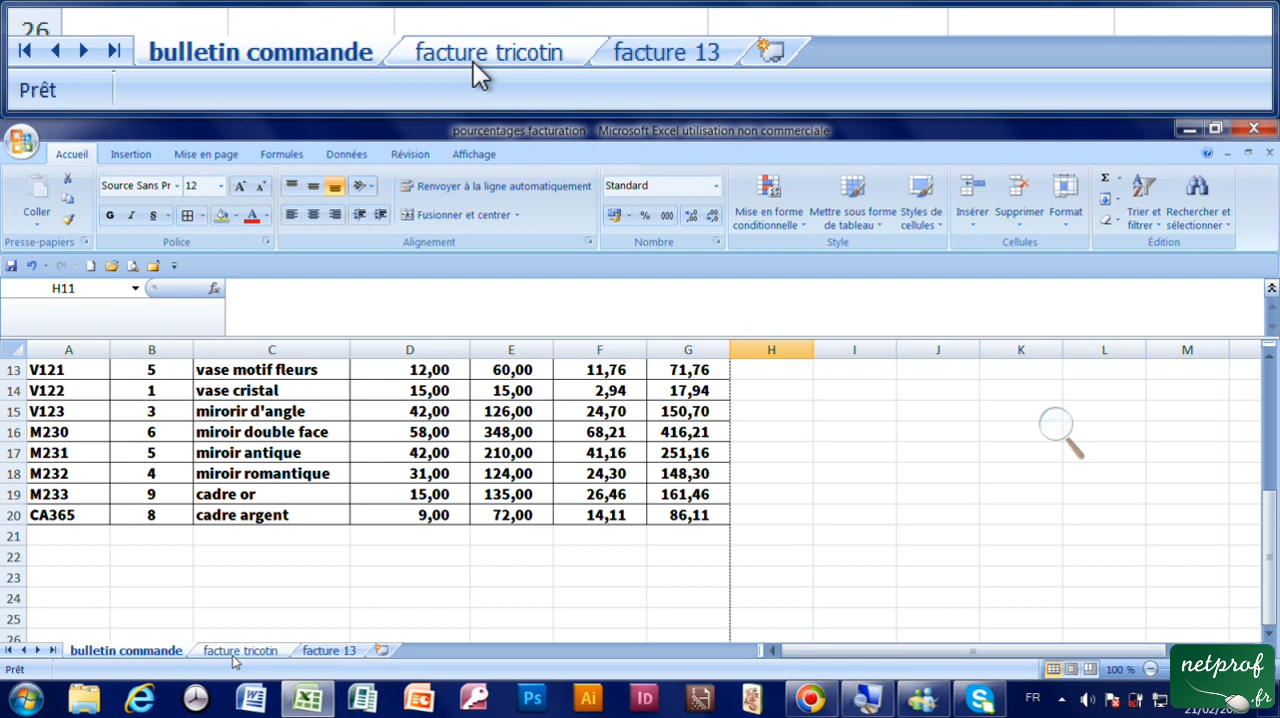 26
bulletin commande facture tricotin facture 13
Prêt
pourcentages facturation - Microsoft Excel utilisation non commerciale
Accueil Insertion Mise en page Formules Données Révision Affichage
Source Sans Pr 12 A A Renvoyer à la ligne automatiquement Standard Σ
Coller G I S A Fusionner et centrer % 000 Mise en forme conditionnelle Mettre sous forme de tableau Styles de cellules Insérer Supprimer Format Trier et filtrer Rechercher et sélectionner
Presse-papiers Police Alignement Nombre Style Cellules Édition
H11 fx
A B C D E F G H I J K L M
13 V121 5 vase motif fleurs 12,00 60,00 11,76 71,76
14 V122 1 vase cristal 15,00 15,00 2,94 17,94
15 V123 3 mirorir d'angle 42,00 126,00 24,70 150,70
16 M230 6 miroir double face 58,00 348,00 68,21 416,21
17 M231 5 miroir antique 42,00 210,00 41,16 251,16
18 M232 4 miroir romantique 31,00 124,00 24,30 148,30
19 M233 9 cadre or 15,00 135,00 26,46 161,46
20 CA365 8 cadre argent 9,00 72,00 14,11 86,11
21
22
23
24
25
26
bulletin commande facture tricotin facture 13
Prêt 100 %
netprof.fr
W Ps Ai ID FR
21/02/20